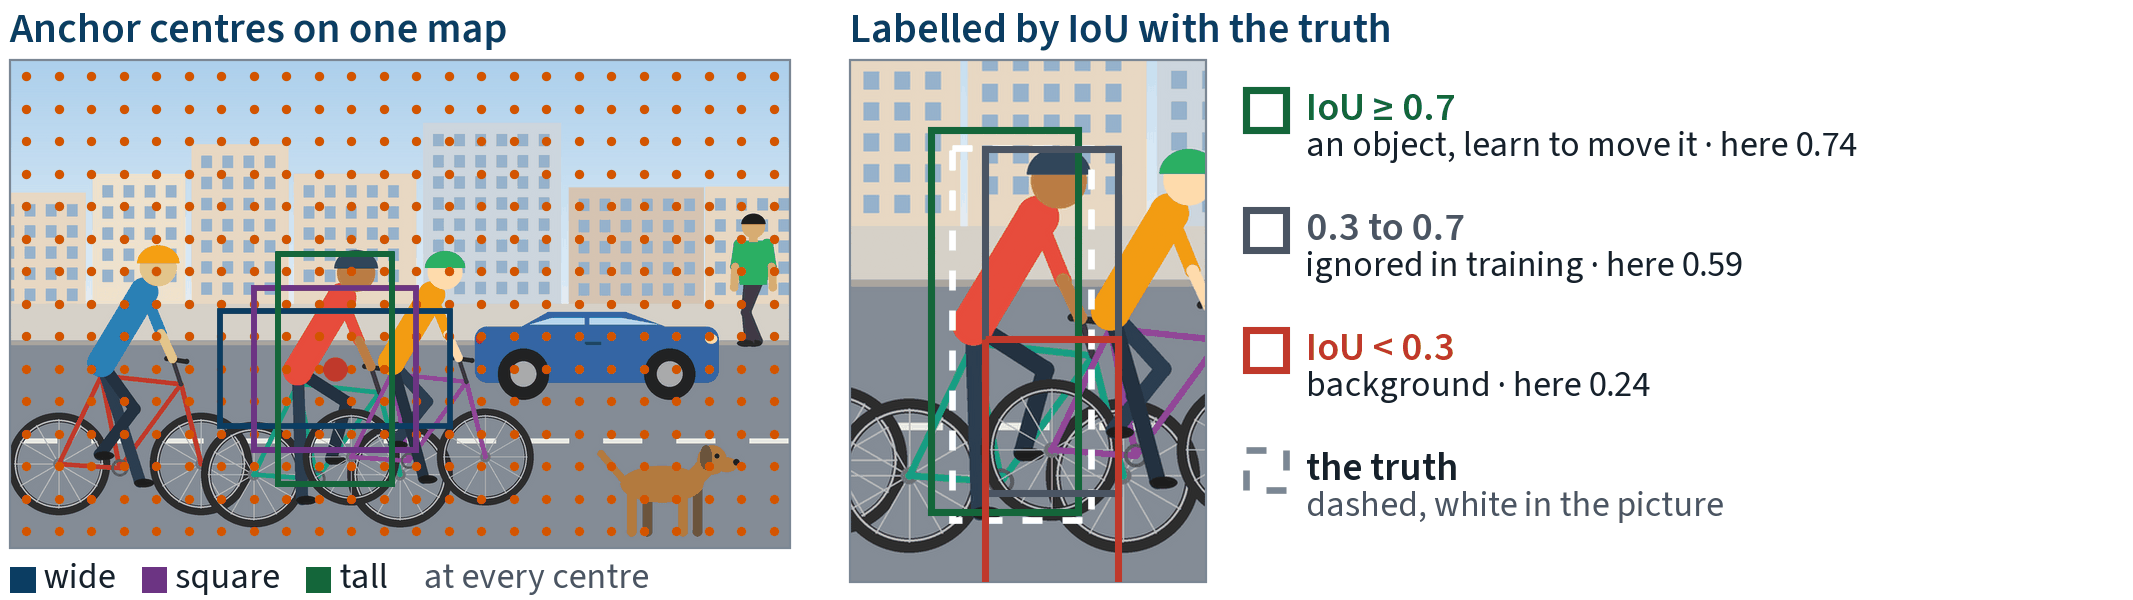 Anchor centres on one map
wide square tall at every centre
Labelled by IoU with the truth
IoU ≥ 0.7
an object, learn to move it · here 0.74
0.3 to 0.7
ignored in training · here 0.59
IoU < 0.3
background · here 0.24
the truth
dashed, white in the picture